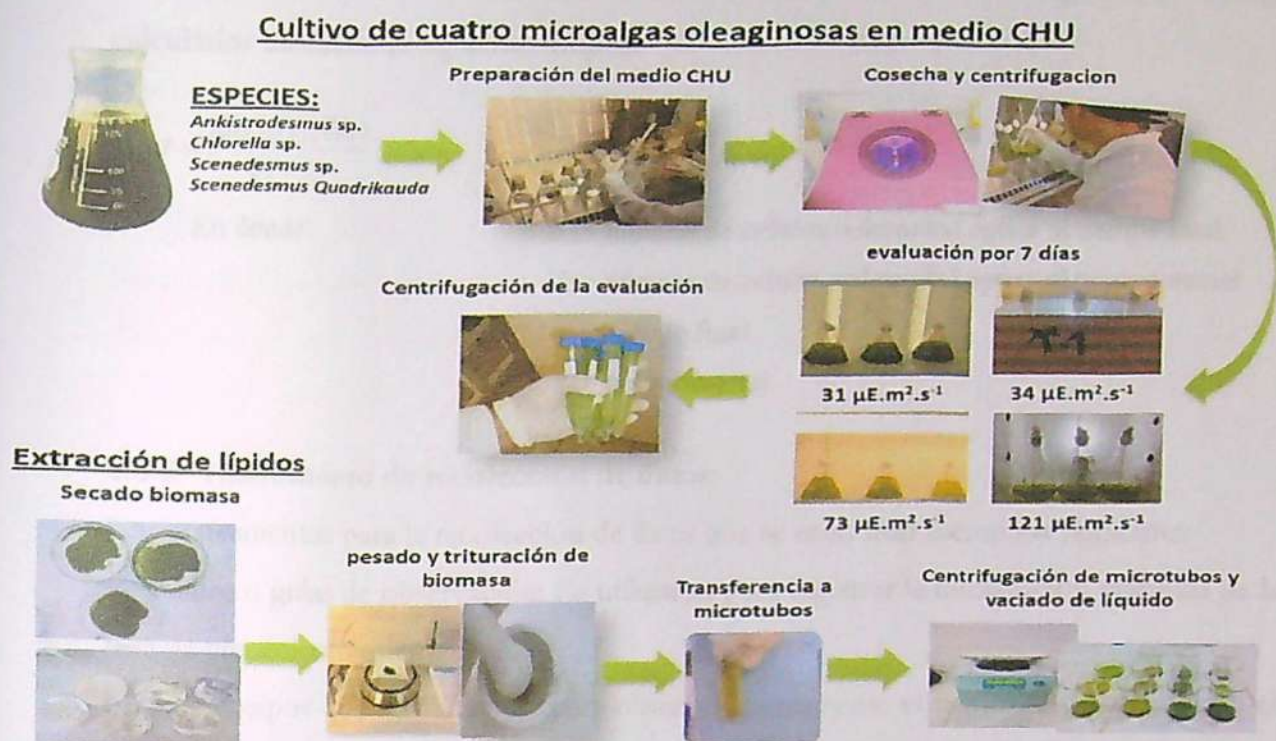 Cultivo de cuatro microalgas oleaginosas en medio CHU
ESPECIES:
Ankistrodesmus sp.
Chlorella sp.
Scenedesmus sp.
Scenedesmus Quadrikauda
Preparación del medio CHU
Cosecha y centrifugacion
evaluación por 7 días
31 µE.m².s⁻¹
34 µE.m².s⁻¹
73 µE.m².s⁻¹
121 µE.m².s⁻¹
Centrifugación de la evaluación
Extracción de lípidos
Secado biomasa
pesado y trituración de
biomasa
Transferencia a
microtubos
Centrifugación de microtubos y
vaciado de líquido